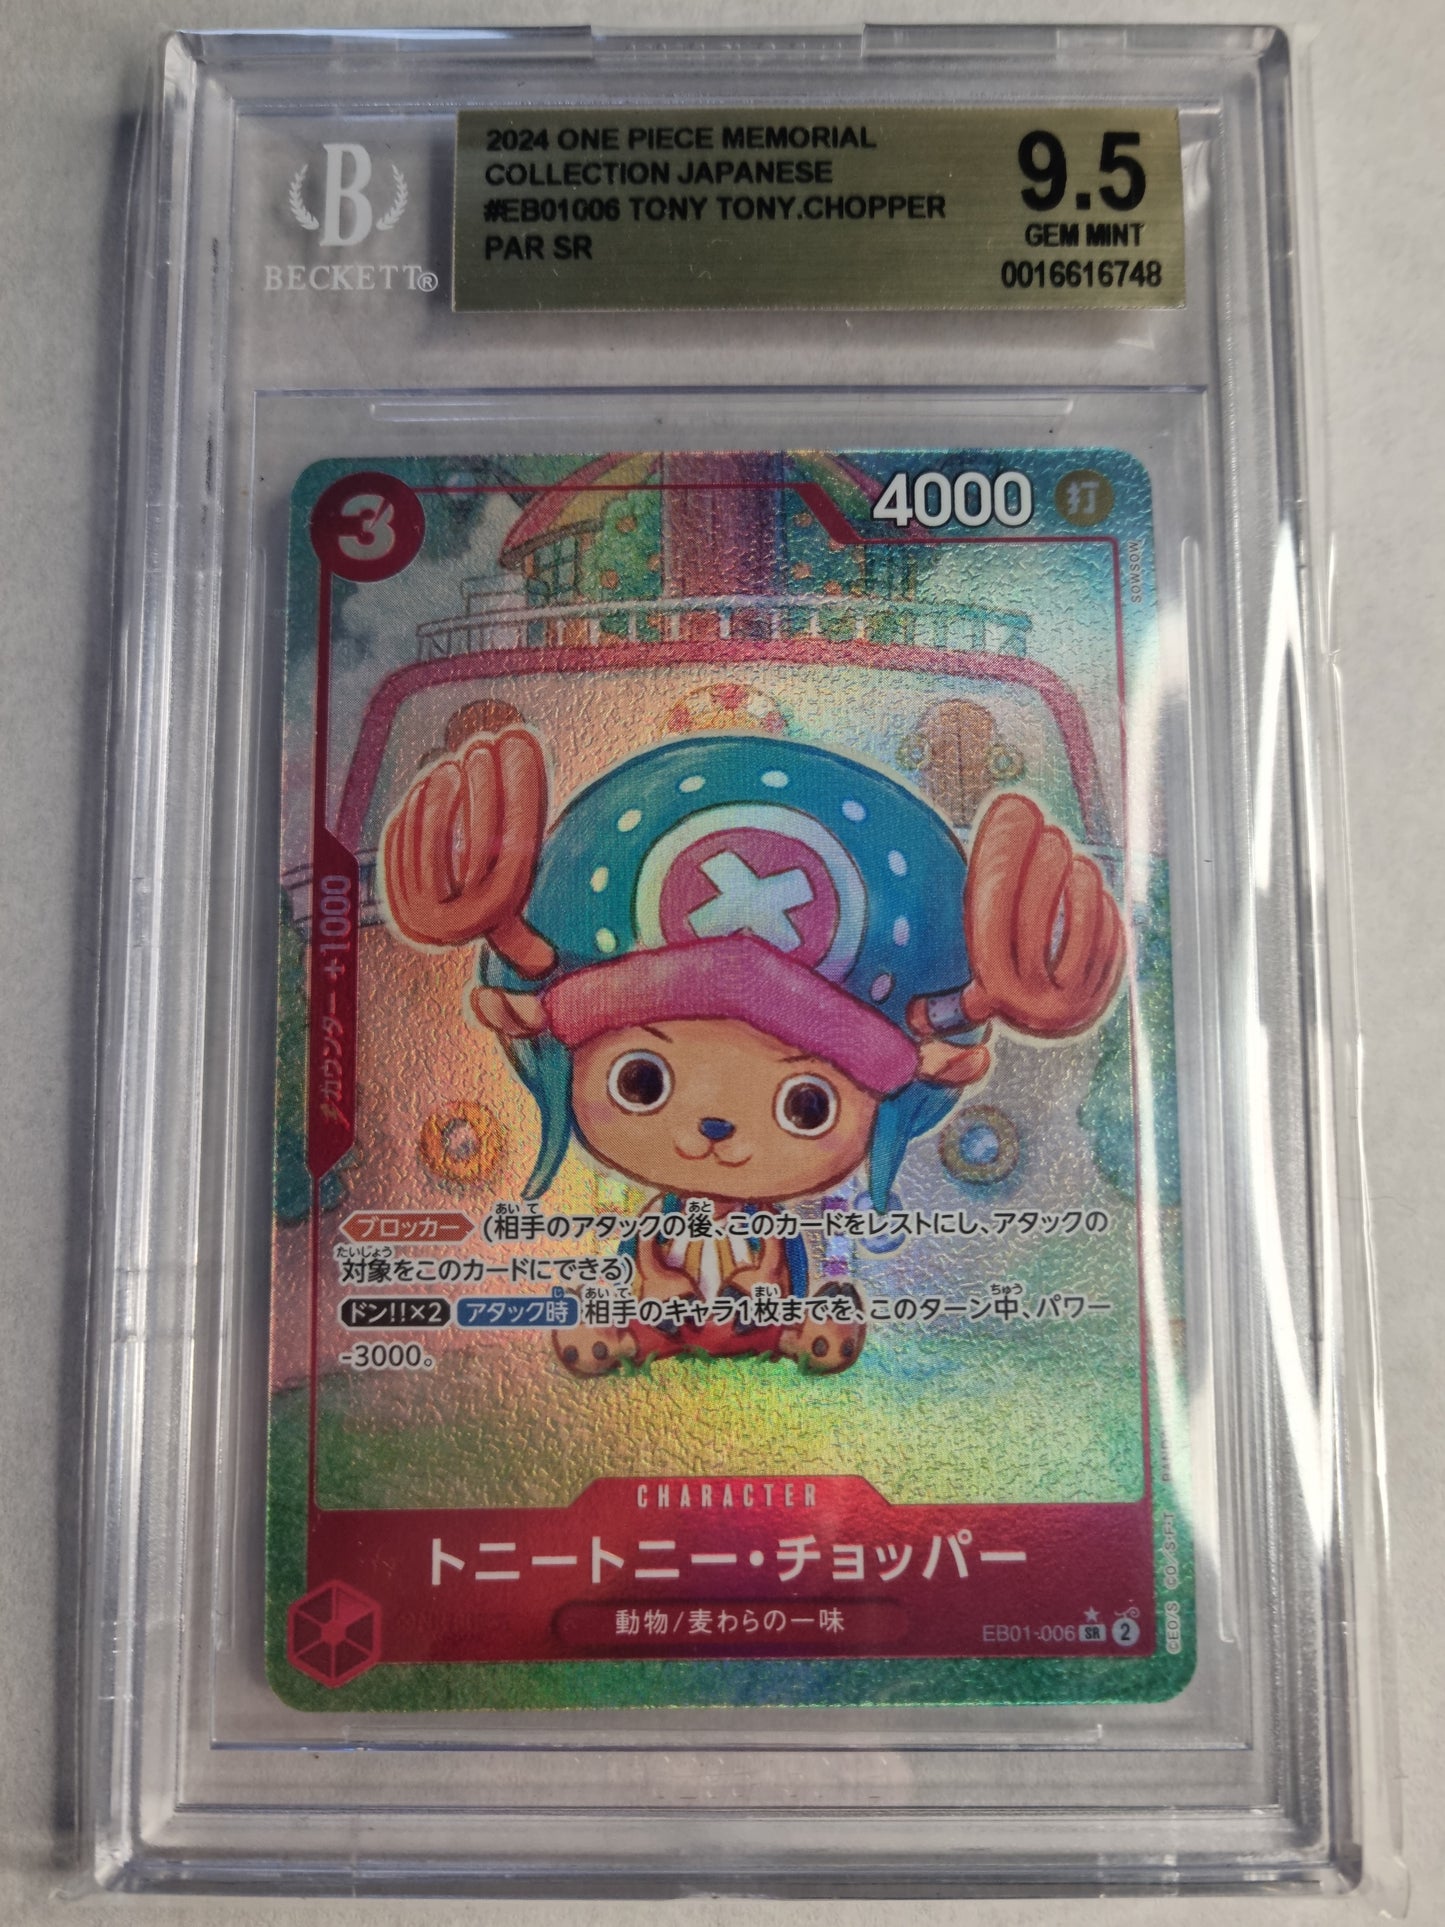 B
BECKETT®
2024 ONE PIECE MEMORIAL
COLLECTION JAPANESE
#EB01006 TONY TONY.CHOPPER
PAR SR
9.5
GEM MINT
0016616748
3
4000 打
SOWSOW
カウンター +1000
ブロッカー (相手のアタックの後、このカードをレストにし、アタックの
対象をこのカードにできる)
ドン!!×2 アタック時 相手のキャラ1枚までを、このターン中、パワー
-3000。
CHARACTER
トニートニー・チョッパー
動物/麦わらの一味
EB01-006 SR 2